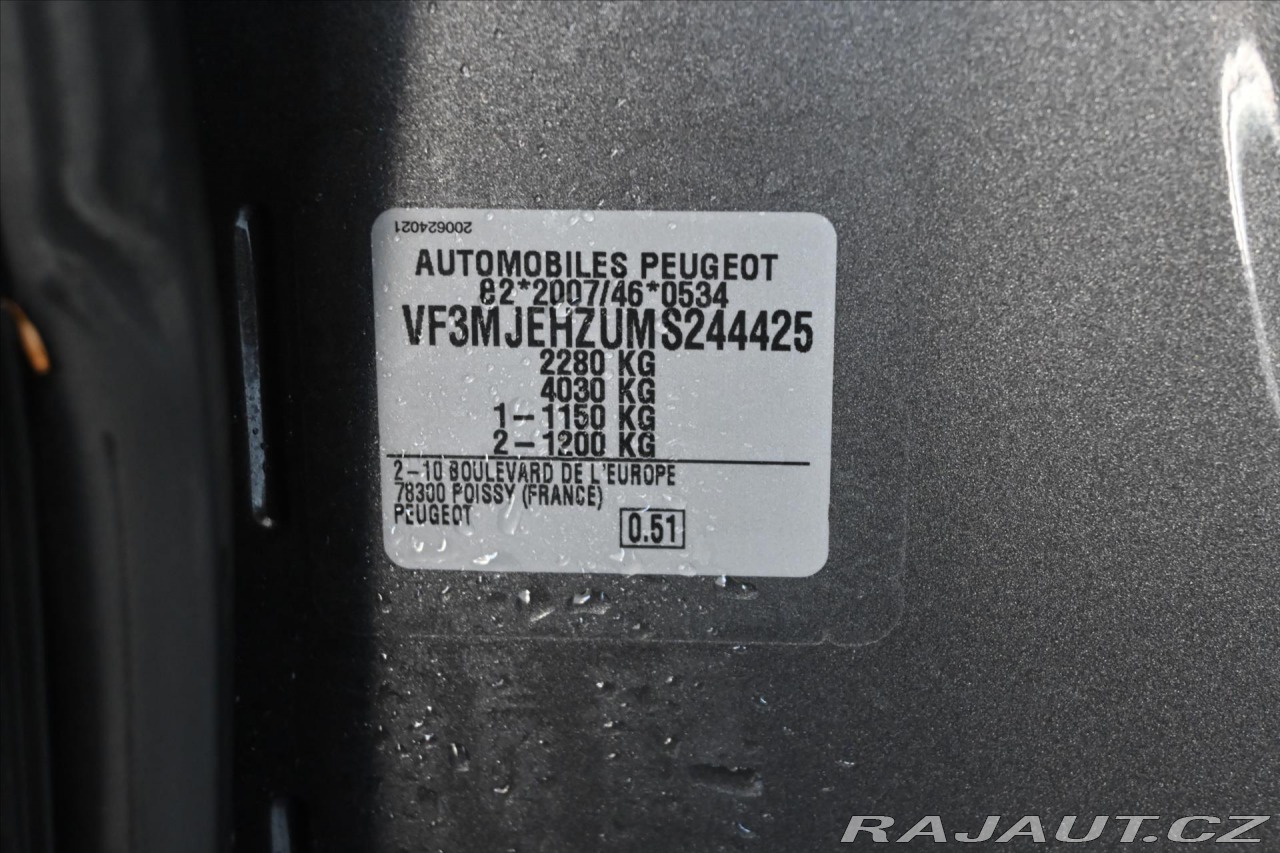 200624021
AUTOMOBILES PEUGEOT
e2*2007/46*0534
VF3MJEHZUMS244425
2280 KG
4030 KG
1- 1150 KG
2- 1200 KG
2-10 BOULEVARD DE L'EUROPE
78300 POISSY (FRANCE)
PEUGEOT
0.51
RAJAUT.CZ